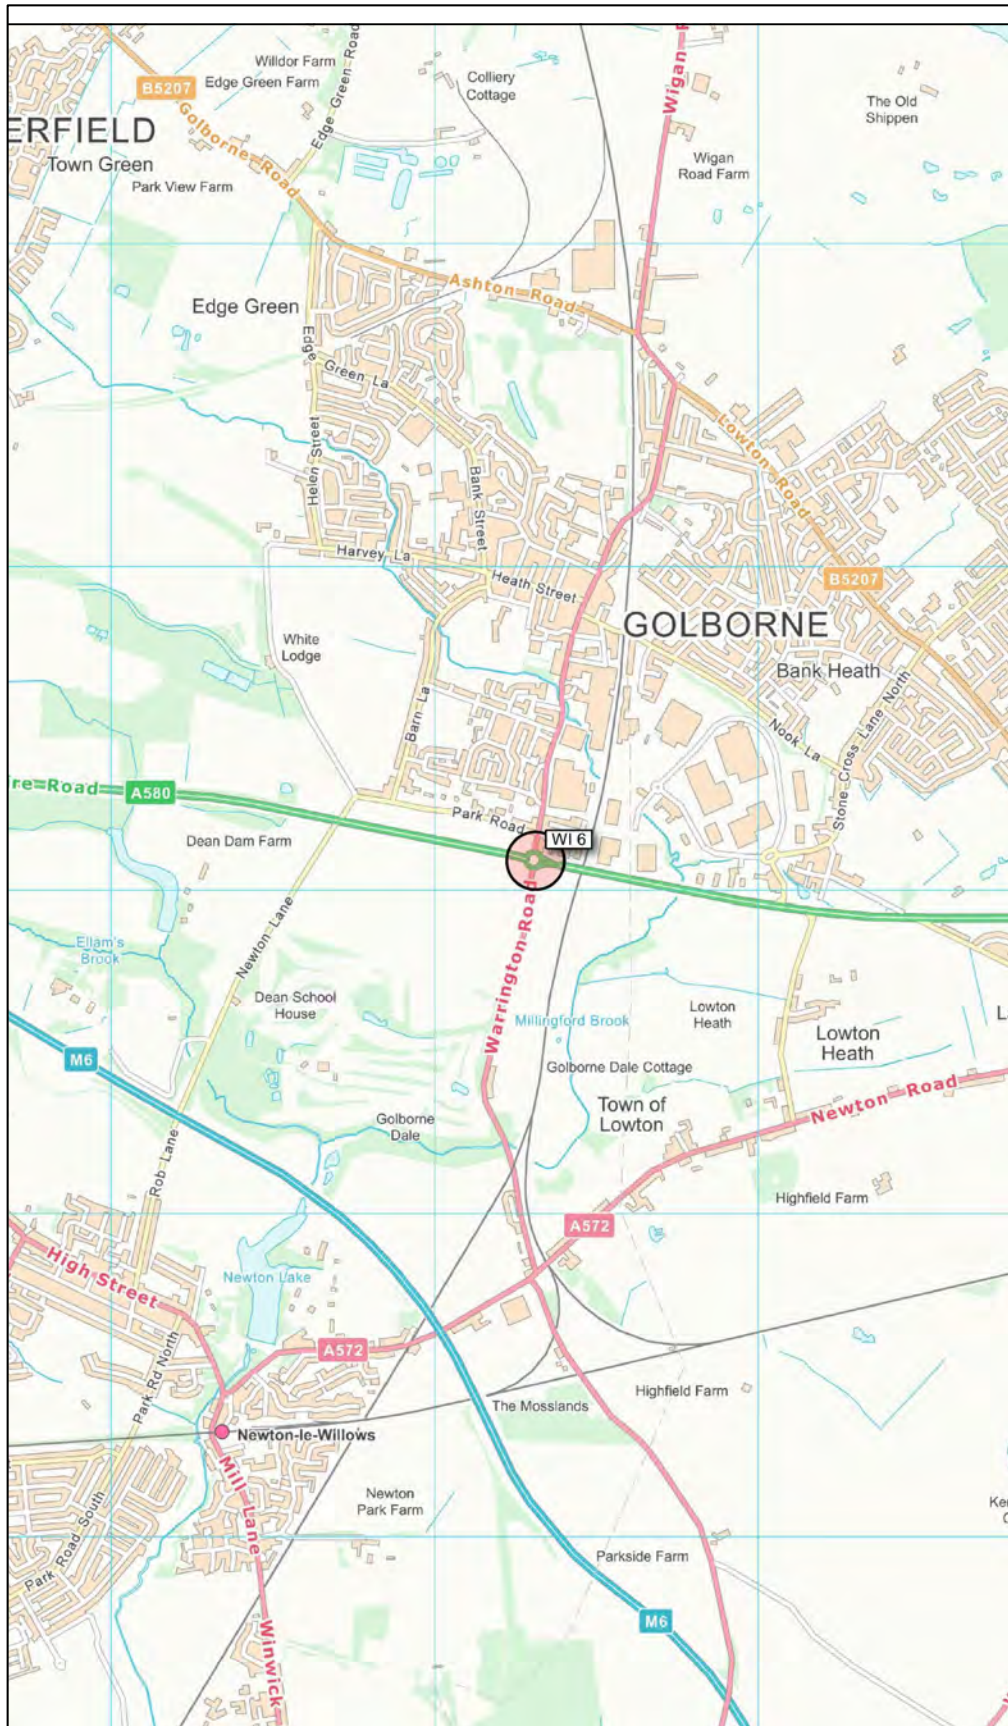 Willdor Farm
Edge Green Farm
Edge Green Road
Colliery
Cottage
Wigan
The Old
Shippen
B5207
Golborne Road
ERFIELD
Town Green
Park View Farm
Wigan
Road Farm
Ashton Road
Edge Green
Edge Green La
Helen Street
Bank Street
Lowton Road
Harvey La
Heath Street
B5207
GOLBORNE
White
Lodge
Bank Heath
Barn La
Nook La
Stone Cross Lane North
re Road
A580
Park Road
WI 6
Dean Dam Farm
Newton Lane
Warrington Road
Ellam's
Brook
Dean School
House
Millingford Brook
Lowton
Heath
Lowton
Heath
L
M6
Golborne Dale Cottage
Golborne
Dale
Town of
Lowton
Newton Road
Rob Lane
Highfield Farm
A572
High Street
Newton Lake
A572
Park Rd North
Highfield Farm
The Mosslands
Newton-le-Willows
Mill Lane
Newton
Park Farm
Ke
Park Road South
Parkside Farm
M6
Winwick